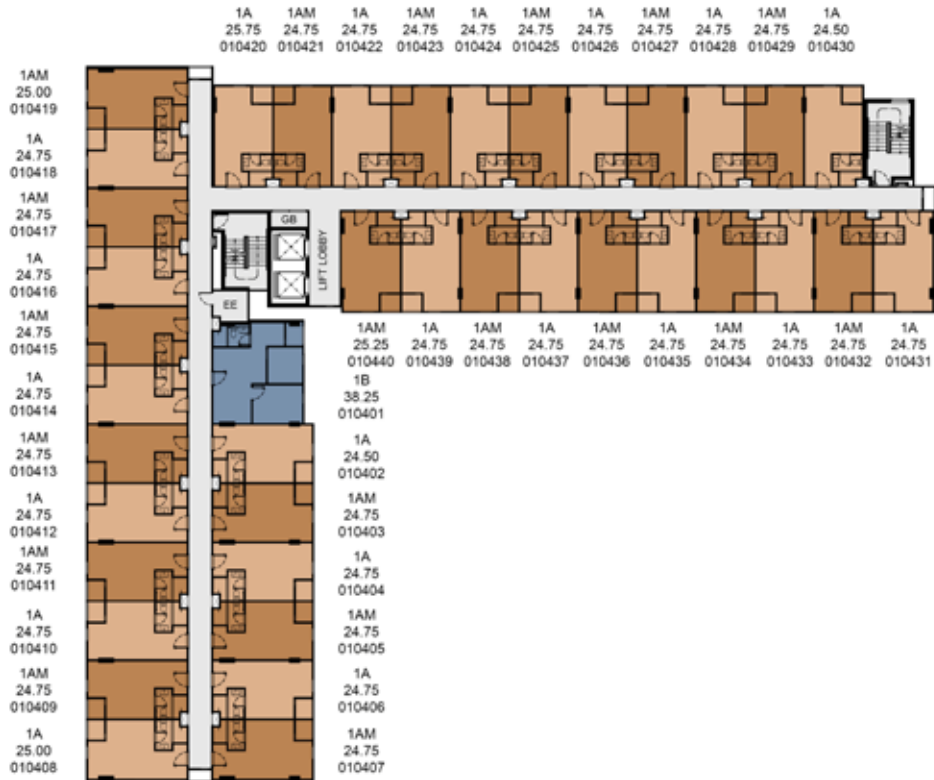 1A
25.75
010420
1AM
24.75
010421
1A
24.75
010422
1AM
24.75
010423
1A
24.75
010424
1AM
24.75
010425
1A
24.75
010426
1AM
24.75
010427
1A
24.75
010428
1AM
24.75
010429
1A
24.50
010430
1AM
25.00
010419
1A
24.75
010418
1AM
24.75
010417
1A
24.75
010416
1AM
24.75
010415
1A
24.75
010414
1AM
24.75
010413
1A
24.75
010412
1AM
24.75
010411
1A
24.75
010410
1AM
24.75
010409
1A
25.00
010408
GB
LIFT LOBBY
EE
1AM
25.25
010440
1A
24.75
010439
1AM
24.75
010438
1A
24.75
010437
1AM
24.75
010436
1A
24.75
010435
1AM
24.75
010434
1A
24.75
010433
1AM
24.75
010432
1A
24.75
010431
1B
38.25
010401
1A
24.50
010402
1AM
24.75
010403
1A
24.75
010404
1AM
24.75
010405
1A
24.75
010406
1AM
24.75
010407